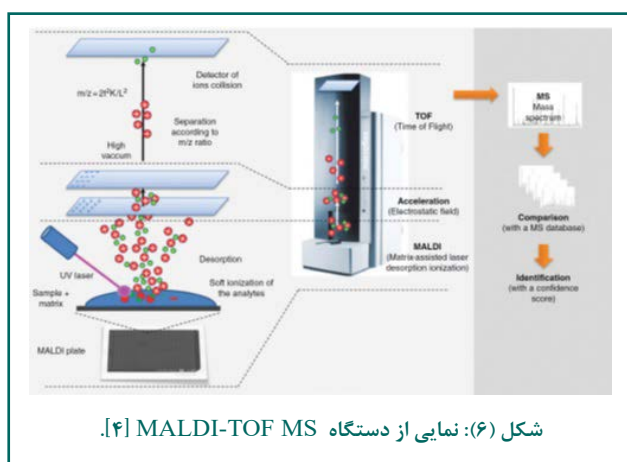 Detector of
ions collision
m/z = 2t²K/L²
Separation
according to
m/z ratio
High
vaccum
Desorption
UV laser
Soft ionization of
the analytes
Sample +
matrix
MALDI plate
TOF
(Time of Flight)
Acceleration
(Electrostatic field)
MALDI
(Matrix-assisted laser
desorption ionization)
MS
Mass
spectrum
Comparison
(with a MS database)
Identification
(with a confidence
score)
شکل (۶): نمایی از دستگاه MALDI-TOF MS [۴].